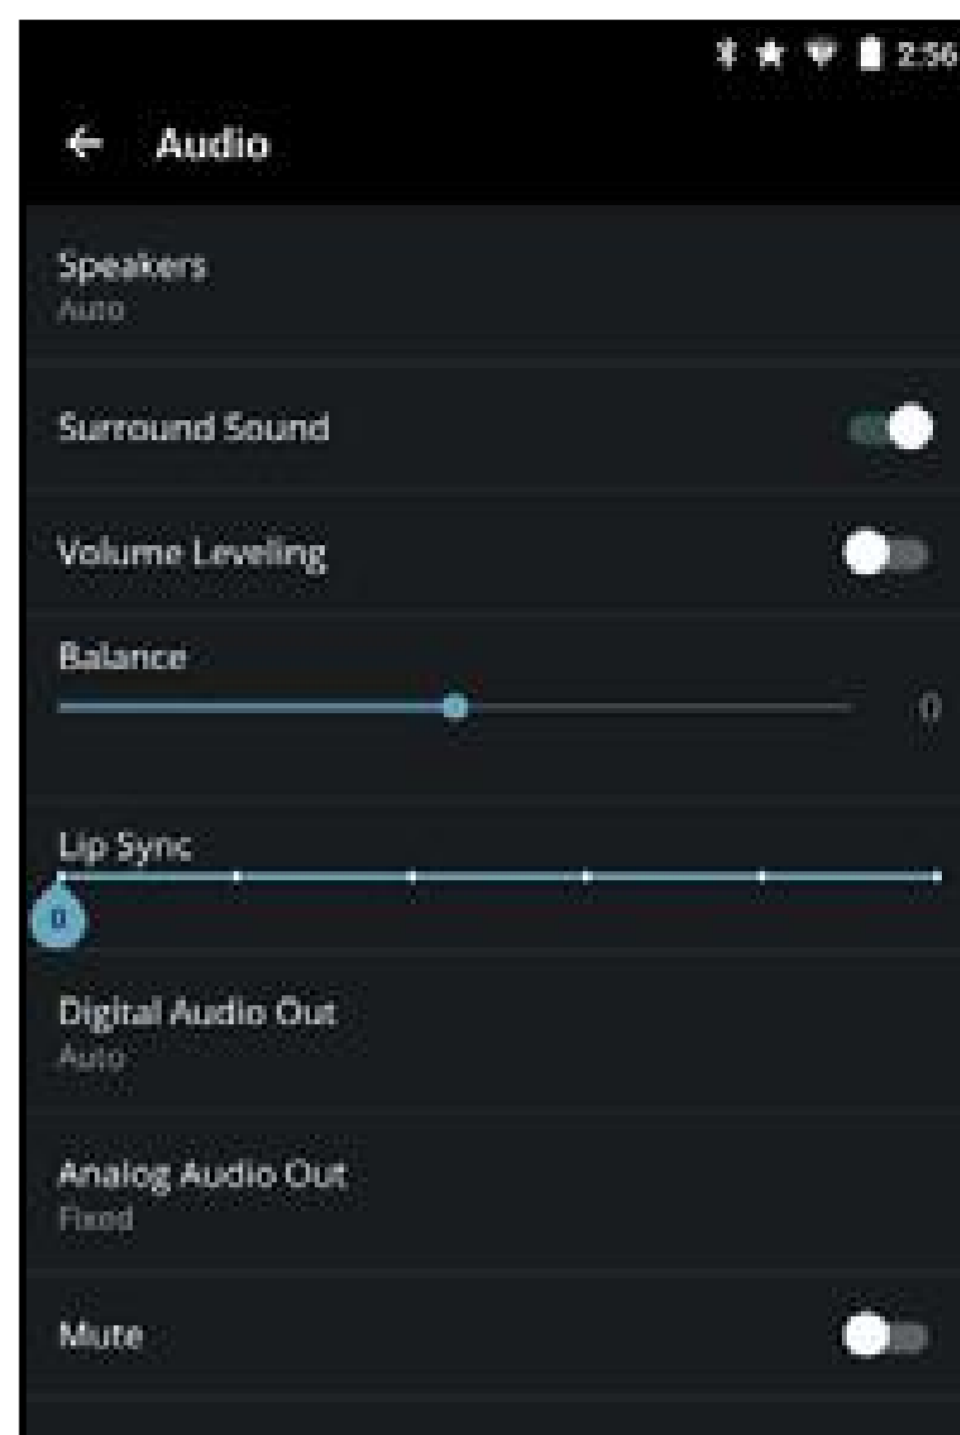 2:56
Audio
Speakers
Auto
Surround Sound
Volume Leveling
Balance
0
Lip Sync
0
Digital Audio Out
Auto
Analog Audio Out
Fixed
Mute